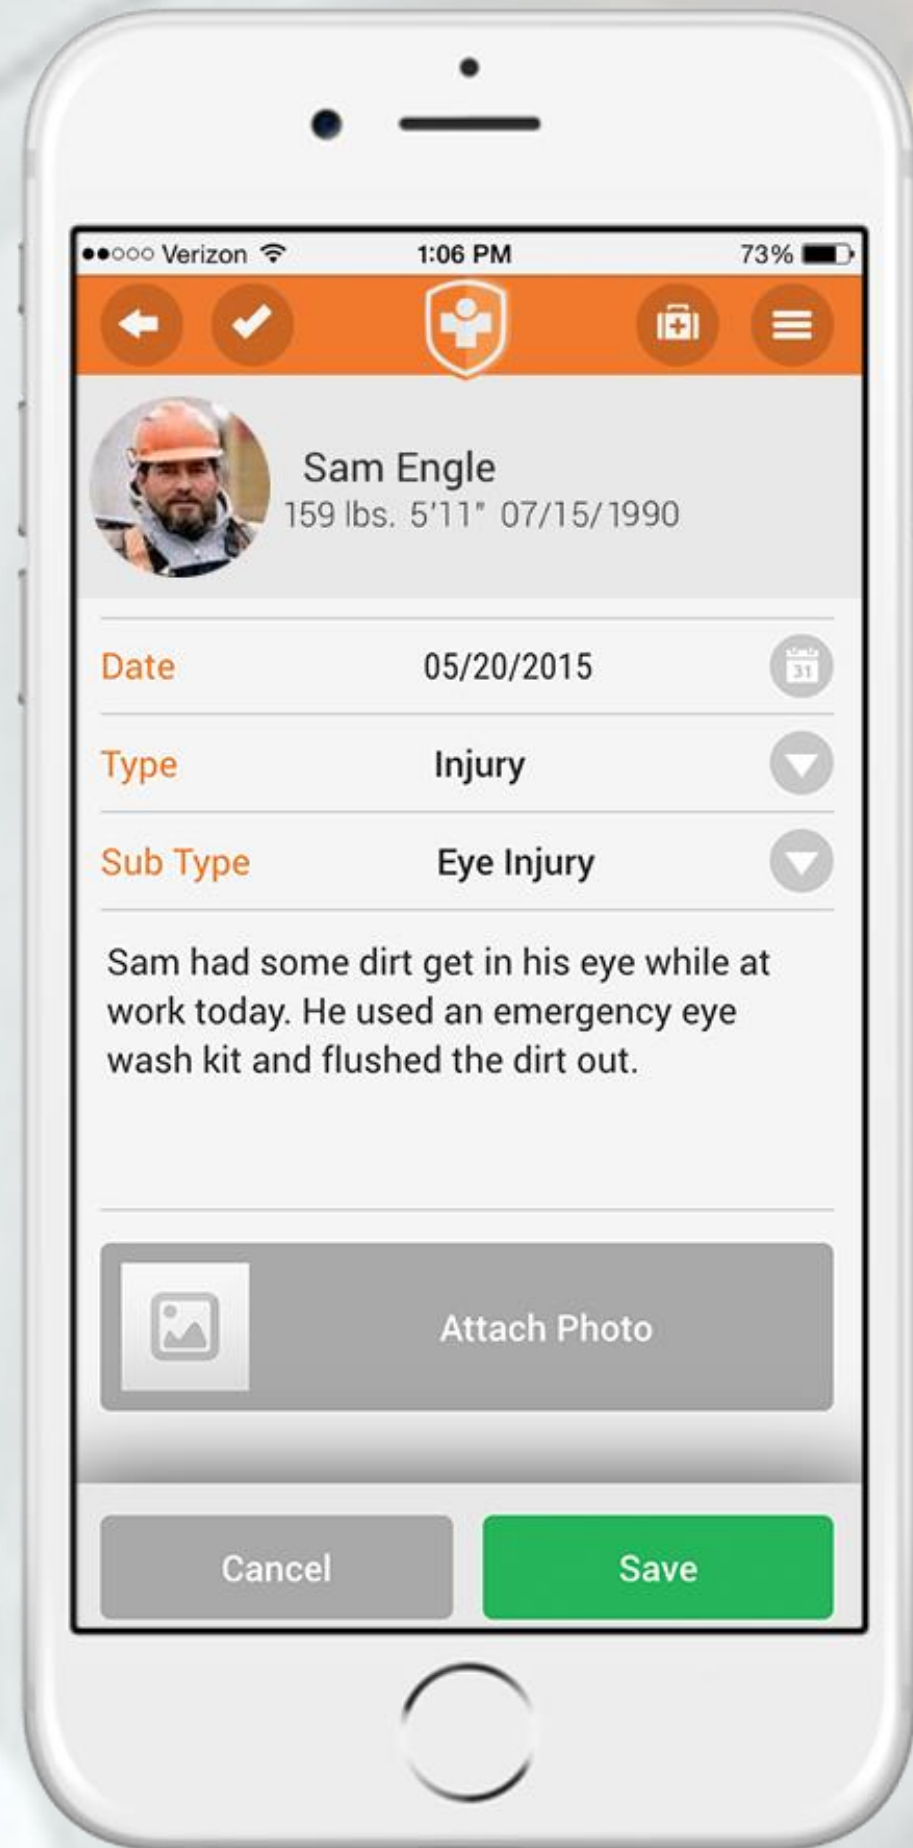 Verizon 1:06 PM 73%
Sam Engle
159 lbs. 5'11" 07/15/1990
Date 05/20/2015
31
Type Injury
Sub Type Eye Injury
Sam had some dirt get in his eye while at
work today. He used an emergency eye
wash kit and flushed the dirt out.
Attach Photo
Cancel Save